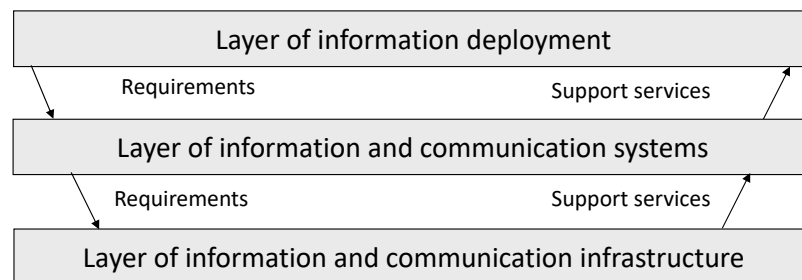 Layer of information deployment
Requirements
Support services
Layer of information and communication systems
Requirements
Support services
Layer of information and communication infrastructure